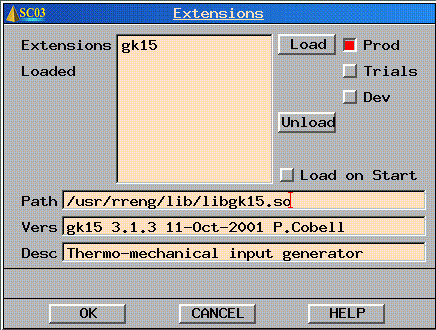 SC03 Extensions
Extensions Loaded
gk15
Load
Prod
Trials
Dev
Unload
Load on Start
Path /usr/rreng/lib/libgk15.so
Vers gk15 3.1.3 11-Oct-2001 P.Cobell
Desc Thermo-mechanical input generator
OK CANCEL HELP